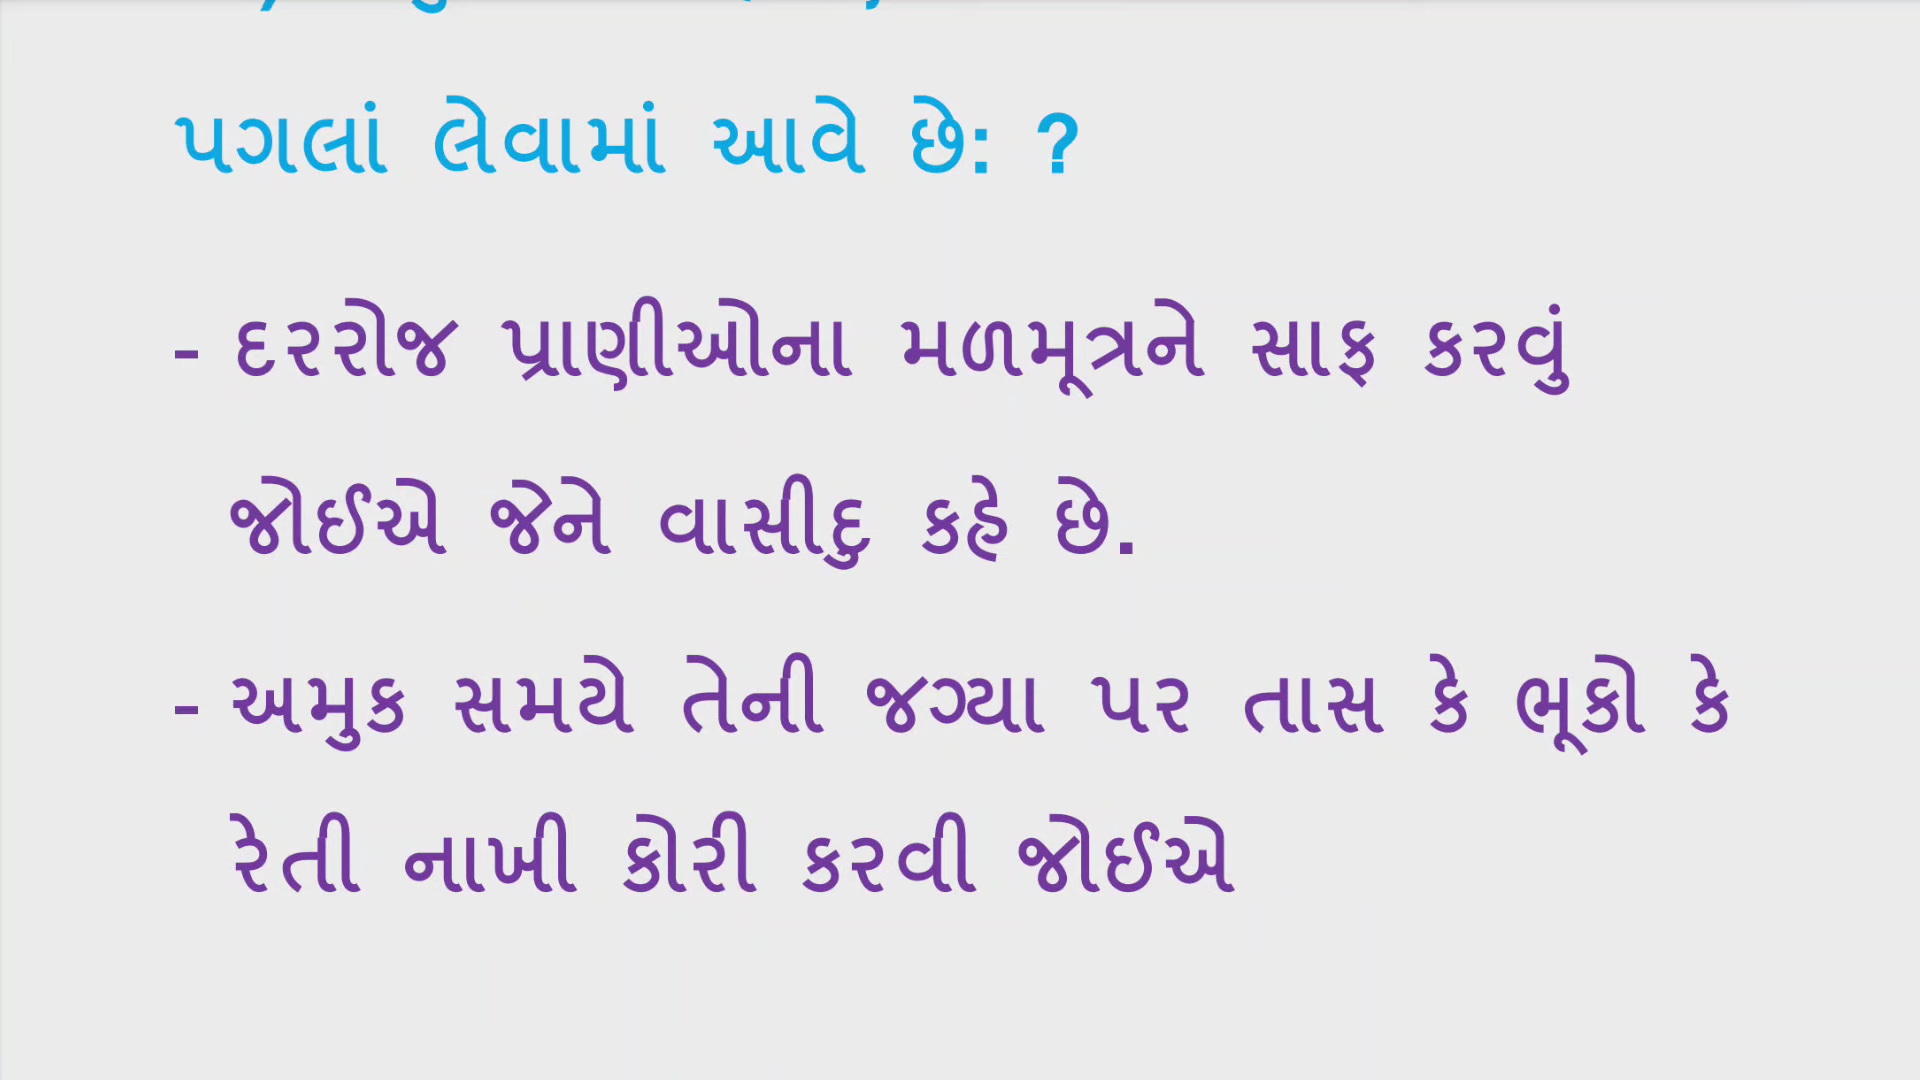 પગલાં લેવામાં આવે છે: ?
- દરરોજ પ્રાણીઓના મળમૂત્રને સાફ કરવું
જોઈએ જેને વાસીદુ કહે છે.
- અમુક સમયે તેની જગ્યા પર તાસ કે ભૂકો કે
રેતી નાખી કોરી કરવી જોઈએ